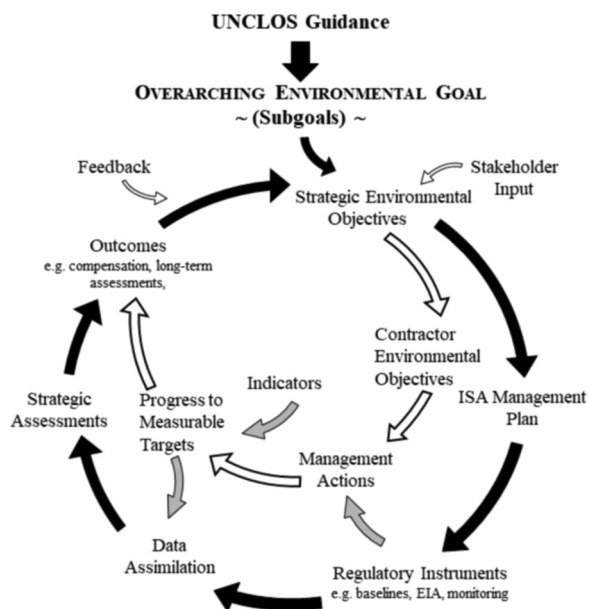 UNCLOS Guidance
OVERARCHING ENVIRONMENTAL GOAL
~ (Subgoals) ~
Feedback
Stakeholder
Input
Strategic Environmental
Objectives
Outcomes
e.g. compensation, long-term
assessments,
Contractor
Environmental
Objectives
Indicators
ISA Management
Plan
Strategic
Assessments
Progress to
Measurable
Targets
Management
Actions
Data
Assimilation
Regulatory Instruments
e.g. baselines, EIA, monitoring